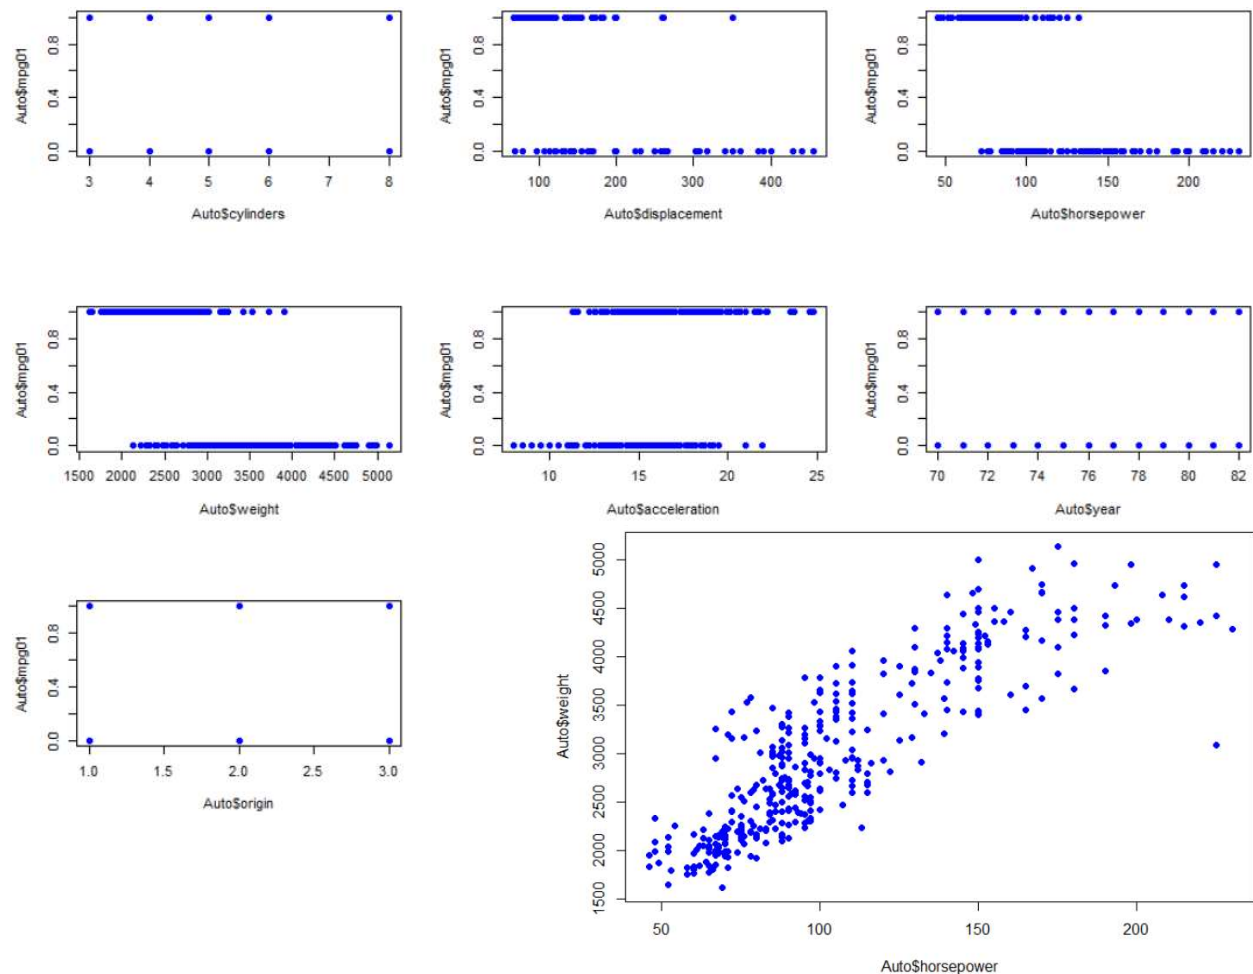 Auto$mpg01
0.0 0.4 0.8
3 4 5 6 7 8
Auto$cylinders
Auto$mpg01
0.0 0.4 0.8
100 200 300 400
Auto$displacement
Auto$mpg01
0.0 0.4 0.8
50 100 150 200
Auto$horsepower
Auto$mpg01
0.0 0.4 0.8
1500 2000 2500 3000 3500 4000 4500 5000
Auto$weight
Auto$mpg01
0.0 0.4 0.8
10 15 20 25
Auto$acceleration
Auto$mpg01
0.0 0.4 0.8
70 72 74 76 78 80 82
Auto$year
Auto$mpg01
0.0 0.4 0.8
1.0 1.5 2.0 2.5 3.0
Auto$origin
Auto$weight
1500 2000 2500 3000 3500 4000 4500 5000
50 100 150 200
Auto$horsepower